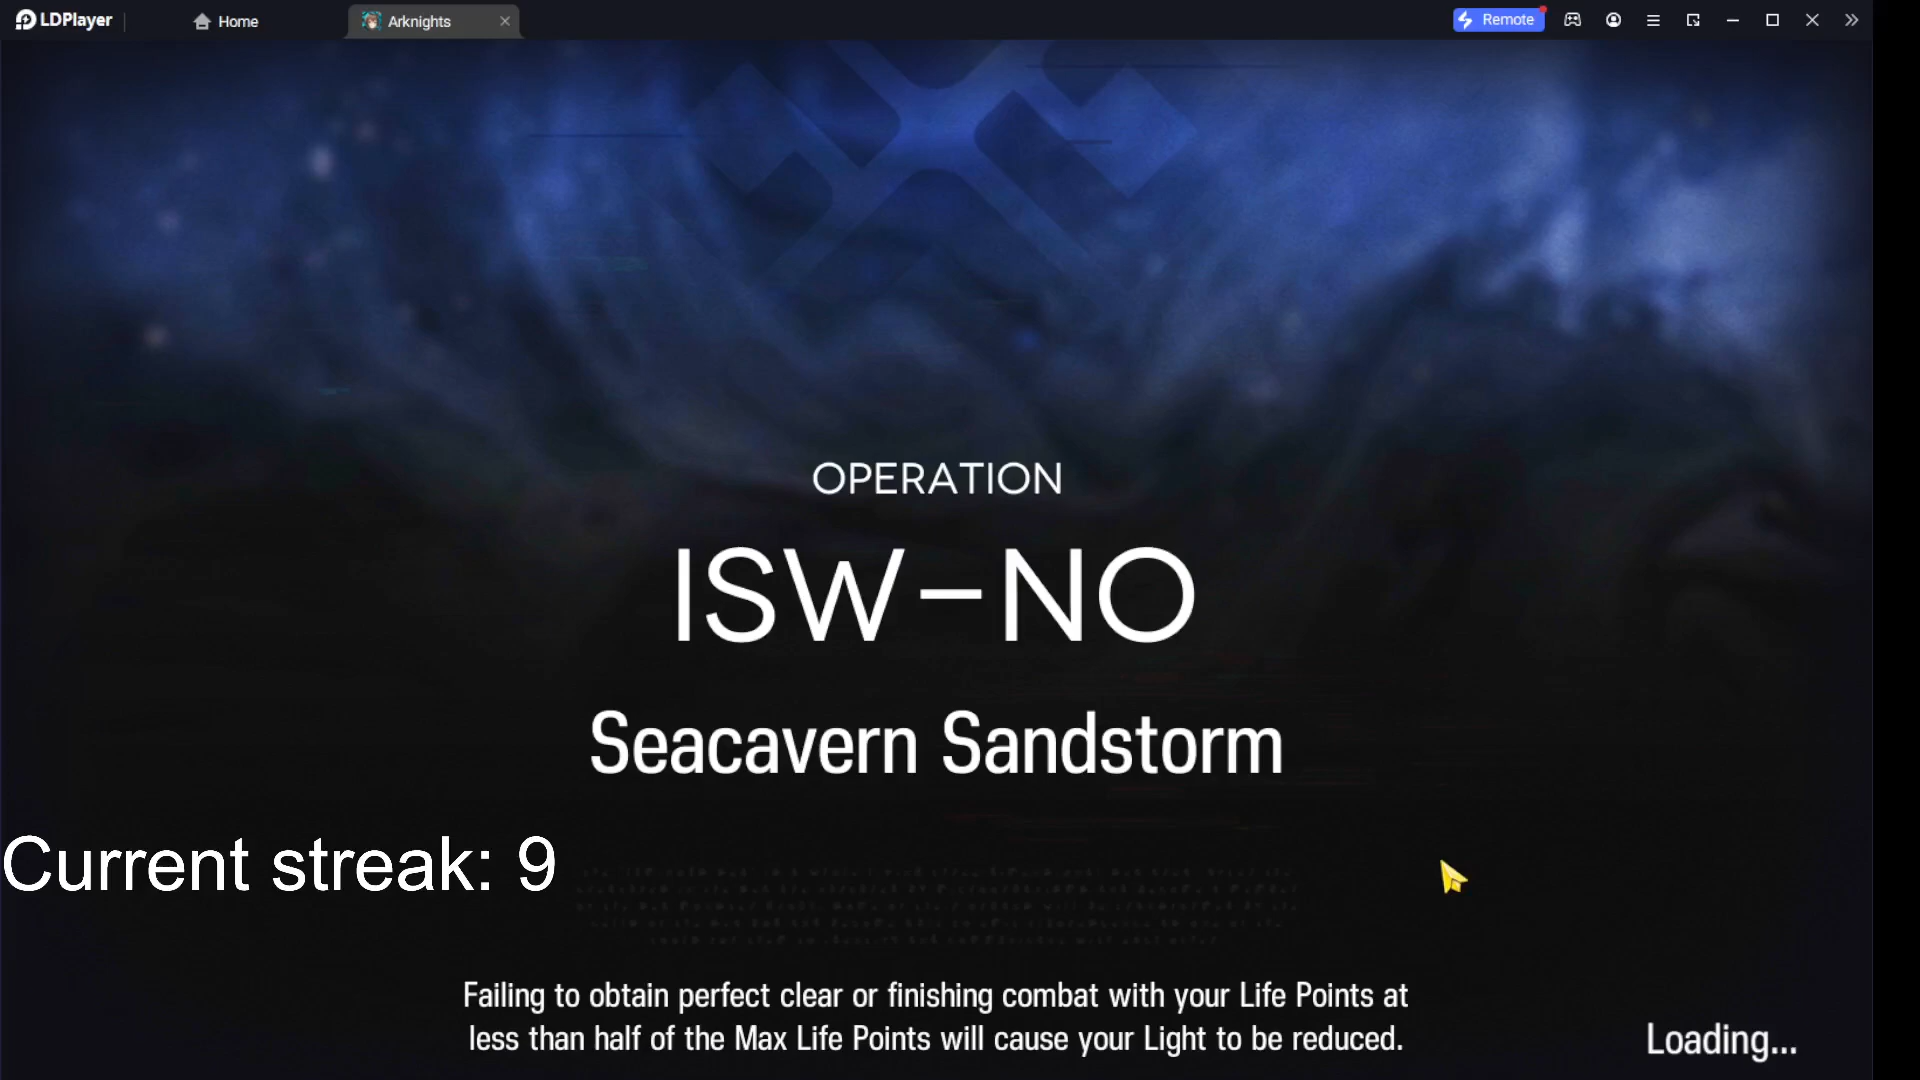 LDPlayer
Home
Arknights
Remote
OPERATION
ISW-NO
Seacavern Sandstorm
Current streak: 9
Failing to obtain perfect clear or finishing combat with your Life Points at
less than half of the Max Life Points will cause your Light to be reduced.
Loading...